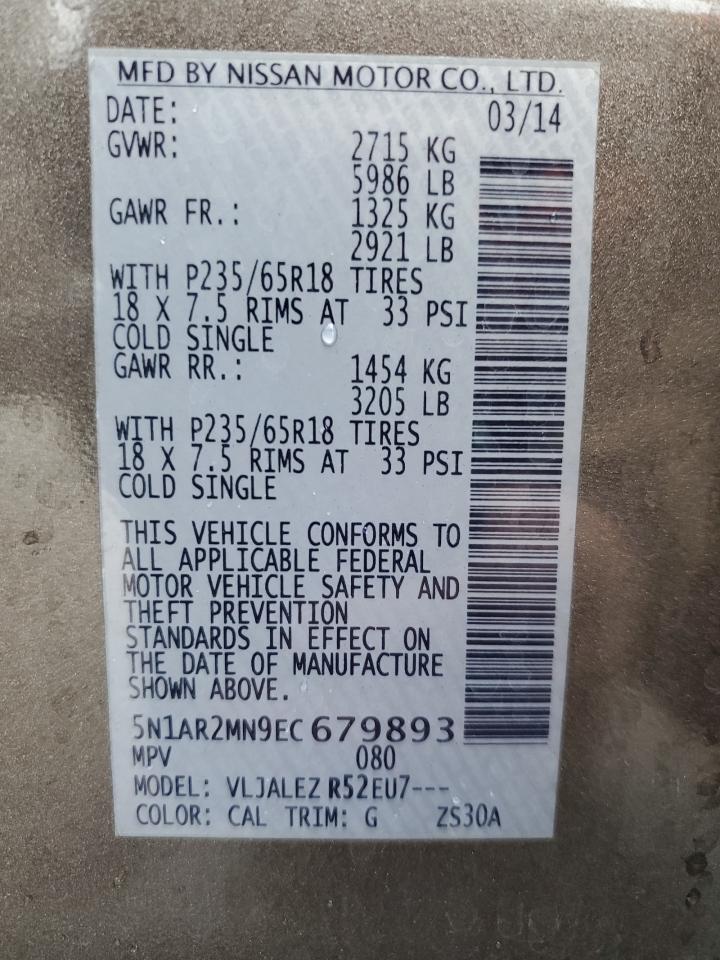 MFD BY NISSAN MOTOR CO., LTD.
DATE: 03/14
GVWR: 2715 KG
5986 LB
GAWR FR.: 1325 KG
2921 LB
WITH P235/65R18 TIRES
18 X 7.5 RIMS AT 33 PSI
COLD SINGLE
GAWR RR.: 1454 KG
3205 LB
WITH P235/65R18 TIRES
18 X 7.5 RIMS AT 33 PSI
COLD SINGLE
THIS VEHICLE CONFORMS TO
ALL APPLICABLE FEDERAL
MOTOR VEHICLE SAFETY AND
THEFT PREVENTION
STANDARDS IN EFFECT ON
THE DATE OF MANUFACTURE
SHOWN ABOVE.
5N1AR2MN9EC679893
MPV 080
MODEL: VLJALEZ R52EU7---
COLOR: CAL TRIM: G ZS30A